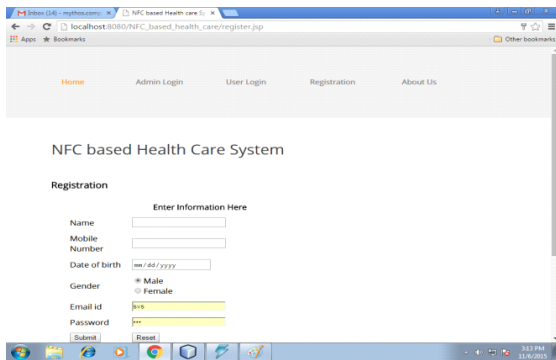 Inbox (14) - mythos.comp
NFC based Health care Sy
localhost:8080/NFC_based_health_care/register.jsp
Apps Bookmarks Other bookmarks
Home Admin Login User Login Registration About Us
NFC based Health Care System
Registration
Enter Information Here
Name
Mobile
Number
Date of birth mm/dd/yyyy
Gender Male
Female
Email id
Password •••
Submit Reset
3:13 PM
11/6/2015